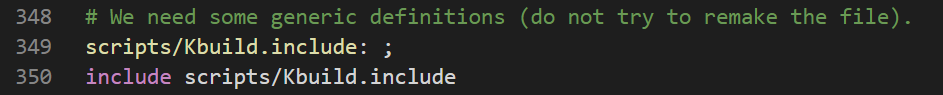 348 # We need some generic definitions (do not try to remake the file).
349 scripts/Kbuild.include: ;
350 include scripts/Kbuild.include